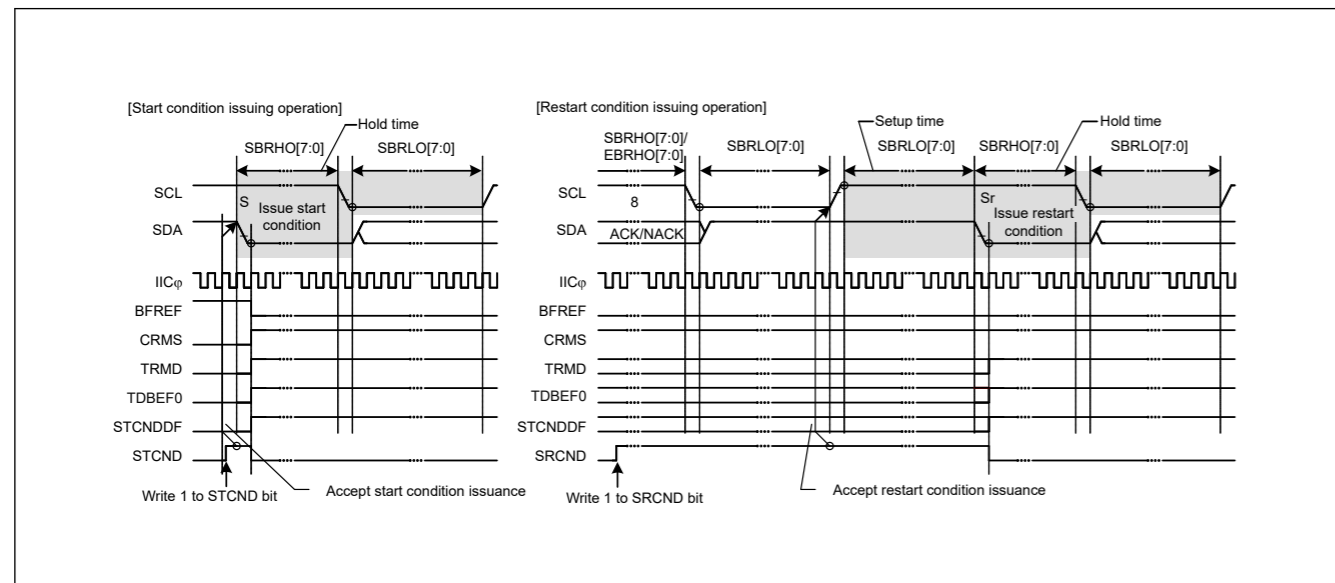 [Start condition issuing operation]
Hold time
SBRHO[7:0]
SBRLO[7:0]
SCL
S
Issue start
condition
SDA
IICφ
BFREF
CRMS
TRMD
TDBEF0
STCNDDF
STCND
Write 1 to STCND bit
Accept start condition issuance
[Restart condition issuing operation]
SBRHO[7:0]/
EBRHO[7:0]
SBRLO[7:0]
Setup time
SBRLO[7:0]
SBRHO[7:0]
Hold time
SBRLO[7:0]
SCL
8
Sr
Issue restart
condition
SDA
ACK/NACK
IICφ
BFREF
CRMS
TRMD
TDBEF0
STCNDDF
SRCND
Write 1 to SRCND bit
Accept restart condition issuance